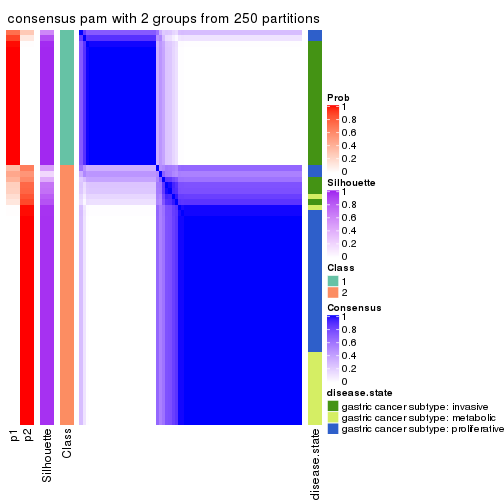 consensus pam with 2 groups from 250 partitions
Prob
1
0.8
0.6
0.4
0.2
0
Silhouette
1
0.8
0.6
0.4
0.2
0
Class
1
2
Consensus
1
0.8
0.6
0.4
0.2
0
disease.state
gastric cancer subtype: invasive
gastric cancer subtype: metabolic
gastric cancer subtype: proliferative
p1
p2
Silhouette
Class
disease.state